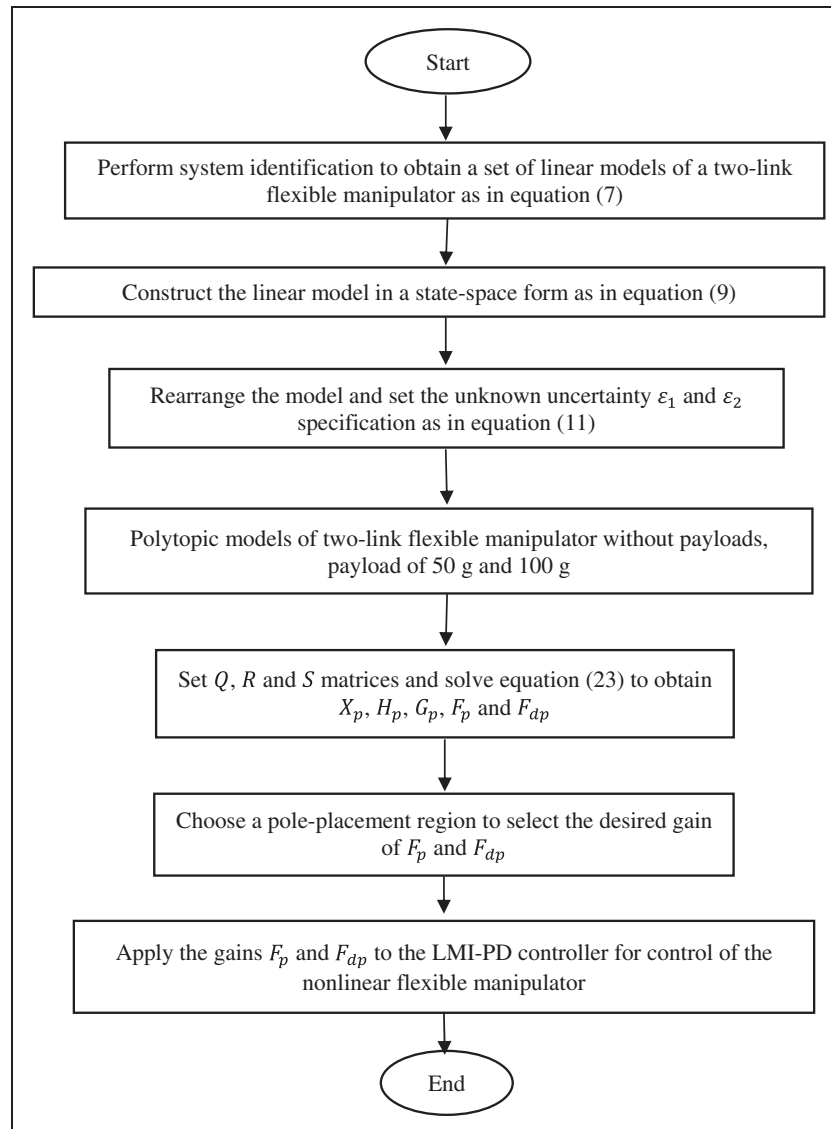 Start
Perform system identification to obtain a set of linear models of a two-link
flexible manipulator as in equation (7)
Construct the linear model in a state-space form as in equation (9)
Rearrange the model and set the unknown uncertainty ε₁ and ε₂
specification as in equation (11)
Polytopic models of two-link flexible manipulator without payloads,
payload of 50 g and 100 g
Set Q, R and S matrices and solve equation (23) to obtain
Xₚ, Hₚ, Gₚ, Fₚ and F_dp
Choose a pole-placement region to select the desired gain
of Fₚ and F_dp
Apply the gains Fₚ and F_dp to the LMI-PD controller for control of the
nonlinear flexible manipulator
End